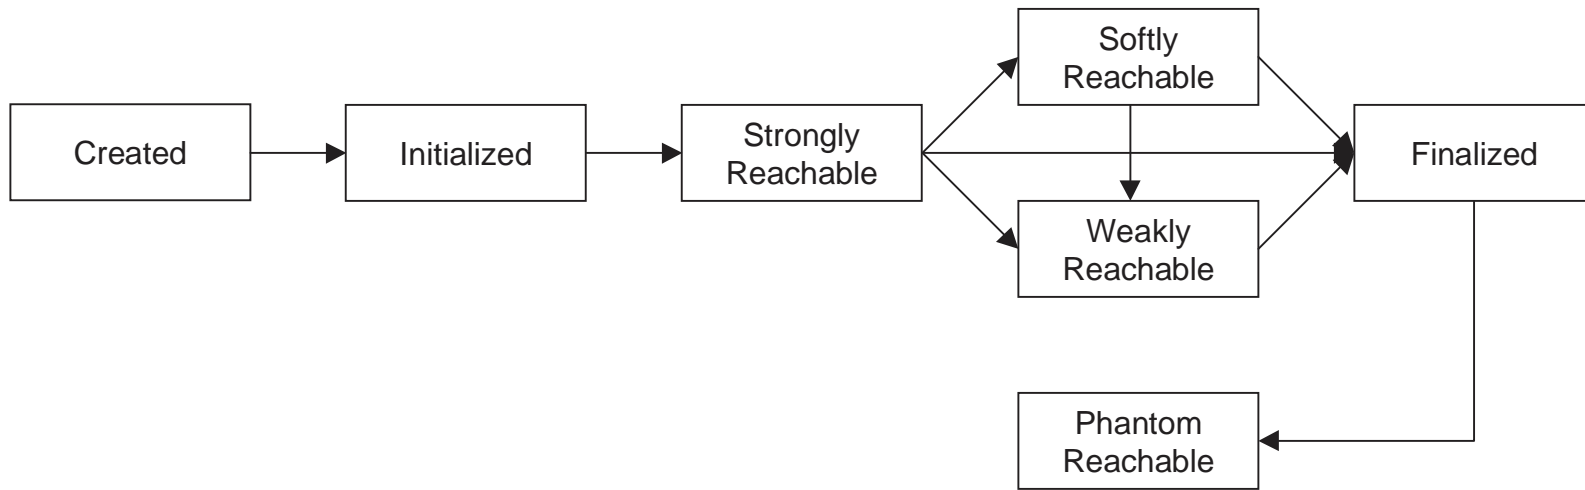 Created
Initialized
Strongly
Reachable
Softly
Reachable
Weakly
Reachable
Finalized
Phantom
Reachable